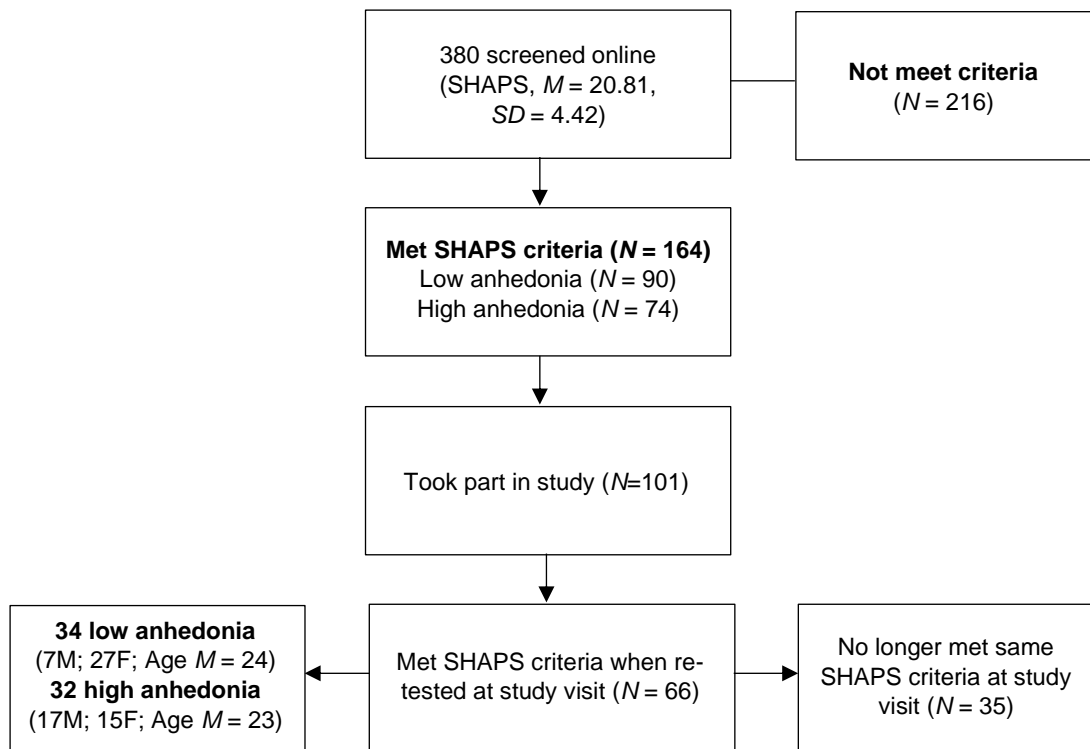 380 screened online
(SHAPS, M = 20.81,
SD = 4.42)
Not meet criteria
(N = 216)
Met SHAPS criteria (N = 164)
Low anhedonia (N = 90)
High anhedonia (N = 74)
Took part in study (N=101)
34 low anhedonia
(7M; 27F; Age M = 24)
32 high anhedonia
(17M; 15F; Age M = 23)
Met SHAPS criteria when re-
tested at study visit (N = 66)
No longer met same
SHAPS criteria at study
visit (N = 35)